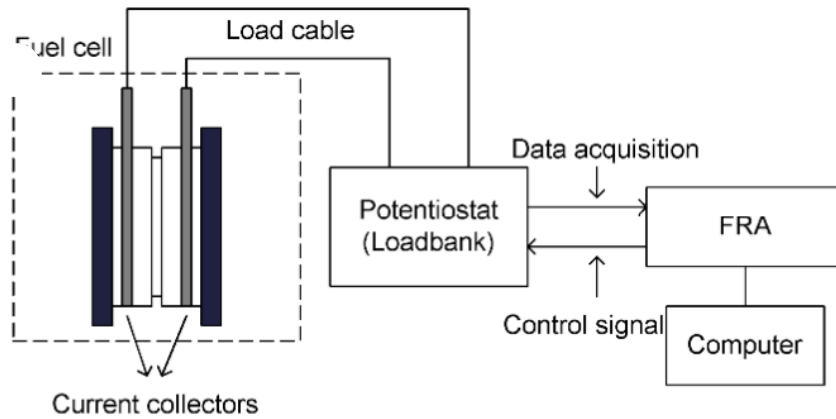 Fuel cell
Load cable
Data acquisition
Potentiostat
(Loadbank)
FRA
Control signal
Computer
Current collectors